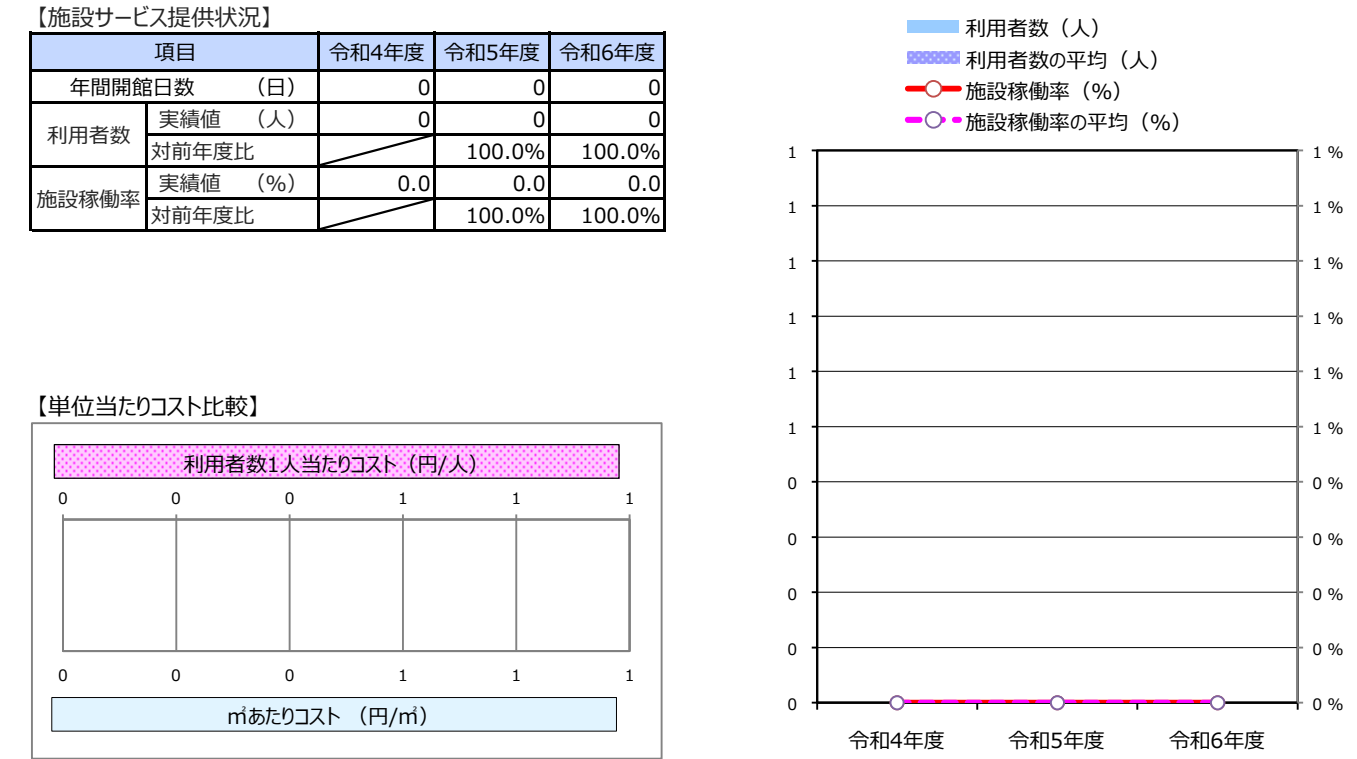 【施設サービス提供状況】
項目 令和4年度 令和5年度 令和6年度
年間開館日数 （日） 0 0 0
利用者数 実績値 （人） 0 0 0
対前年度比 100.0% 100.0%
施設稼働率 実績値 （%） 0.0 0.0 0.0
対前年度比 100.0% 100.0%
【単位当たりコスト比較】
利用者数1人当たりコスト（円/人）
0 0 0 1 1 1
0 0 0 1 1 1
㎡あたりコスト （円/㎡）
利用者数（人）
利用者数の平均（人）
施設稼働率（%）
施設稼働率の平均（%）
1 1 %
1 1 %
1 1 %
1 1 %
1 1 %
1 1 %
0 0 %
0 0 %
0 0 %
0 0 %
0 0 %
令和4年度 令和5年度 令和6年度